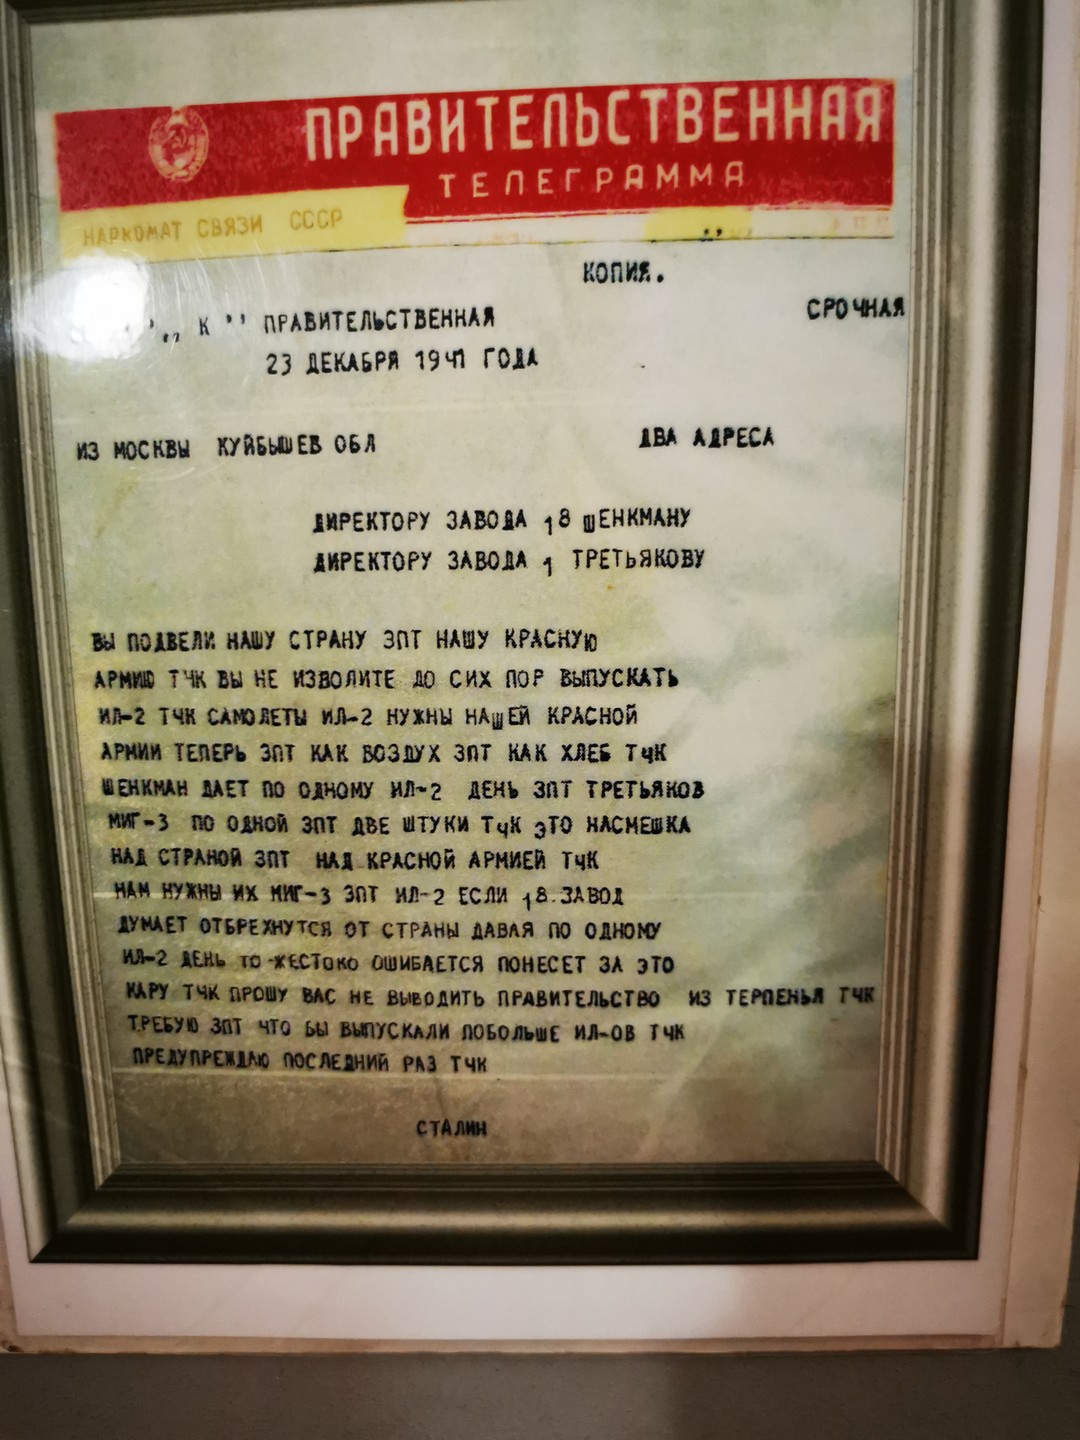 ПРАВИТЕЛЬСТВЕННАЯ
ТЕЛЕГРАММА
НАРКОМАТ СВЯЗИ СССР
КОПИЯ.
СРОЧНАЯ
„ К " ПРАВИТЕЛЬСТВЕННАЯ
23 ДЕКАБРЯ 1941 ГОДА
ИЗ МОСКВЫ КУЙБЫШЕВ ОБЛ ДВА АДРЕСА
ДИРЕКТОРУ ЗАВОДА 18 ШЕНКМАНУ
ДИРЕКТОРУ ЗАВОДА 1 ТРЕТЬЯКОВУ
ВЫ ПОДВЕЛИ НАШУ СТРАНУ ЗПТ НАШУ КРАСНУЮ
АРМИЮ ТЧК ВЫ НЕ ИЗВОЛИТЕ ДО СИХ ПОР ВЫПУСКАТЬ
ИЛ-2 ТЧК САМОЛЕТЫ ИЛ-2 НУЖНЫ НАШЕЙ КРАСНОЙ
АРМИИ ТЕПЕРЬ ЗПТ КАК ВОЗДУХ ЗПТ КАК ХЛЕБ ТЧК
ШЕНКМАН ДАЕТ ПО ОДНОМУ ИЛ-2 ДЕНЬ ЗПТ ТРЕТЬЯКОВ
МИГ-3 ПО ОДНОЙ ЗПТ ДВЕ ШТУКИ ТЧК ЭТО НАСМЕШКА
НАД СТРАНОЙ ЗПТ НАД КРАСНОЙ АРМИЕЙ ТЧК
НАМ НУЖНЫ ИХ МИГ-3 ЗПТ ИЛ-2 ЕСЛИ 18.ЗАВОД
ДУМАЕТ ОТБРЕХНУТСЯ ОТ СТРАНЫ ДАВАЯ ПО ОДНОМУ
ИЛ-2 ДЕНЬ ТО ЖЕСТОКО ОШИБАЕТСЯ ПОНЕСЕТ ЗА ЭТО
КАРУ ТЧК ПРОШУ ВАС НЕ ВЫВОДИТЬ ПРАВИТЕЛЬСТВО ИЗ ТЕРПЕНЬЯ ТЧК
ТРЕБУЮ ЗПТ ЧТО БЫ ВЫПУСКАЛИ ПОБОЛЬШЕ ИЛ-ОВ ТЧК
ПРЕДУПРЕЖДАЮ ПОСЛЕДНИЙ РАЗ ТЧК
СТАЛИН